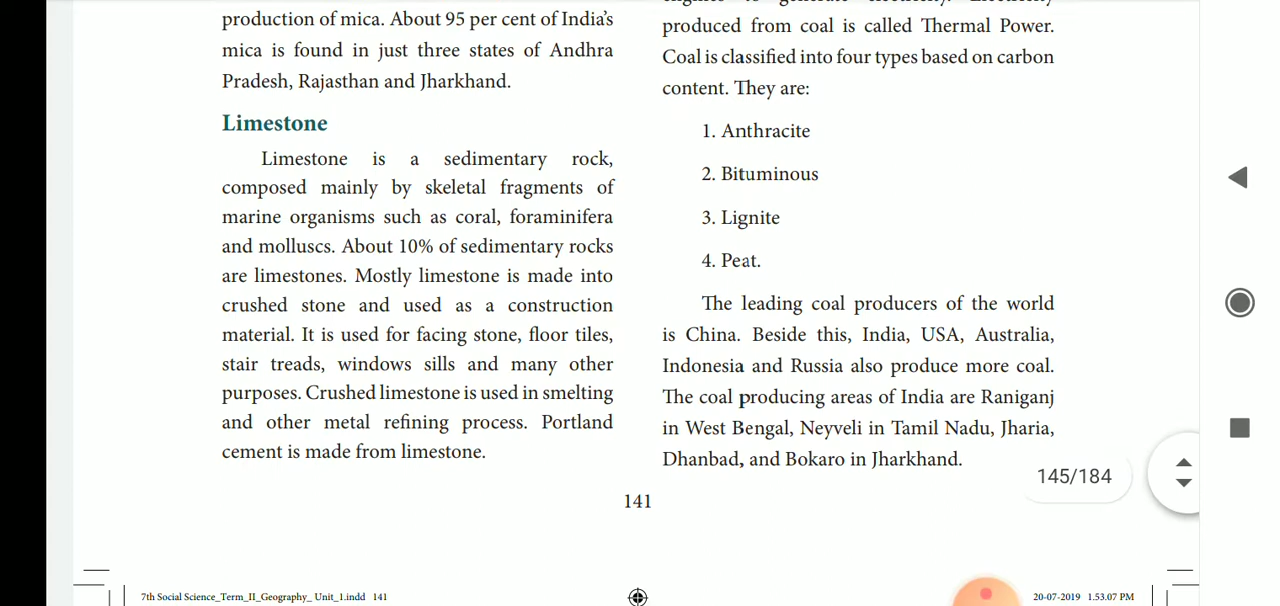 production of mica. About 95 per cent of India's
mica is found in just three states of Andhra
Pradesh, Rajasthan and Jharkhand.
Limestone
Limestone is a sedimentary rock,
composed mainly by skeletal fragments of
marine organisms such as coral, foraminifera
and molluscs. About 10% of sedimentary rocks
are limestones. Mostly limestone is made into
crushed stone and used as a construction
material. It is used for facing stone, floor tiles,
stair treads, windows sills and many other
purposes. Crushed limestone is used in smelting
and other metal refining process. Portland
cement is made from limestone.
produced from coal is called Thermal Power.
Coal is classified into four types based on carbon
content. They are:
1. Anthracite
2. Bituminous
3. Lignite
4. Peat.
The leading coal producers of the world
is China. Beside this, India, USA, Australia,
Indonesia and Russia also produce more coal.
The coal producing areas of India are Raniganj
in West Bengal, Neyveli in Tamil Nadu, Jharia,
Dhanbad, and Bokaro in Jharkhand.
145/184
141
7th Social Science_Term_II_Geography_ Unit_1.indd 141
20-07-2019 1.53.07 PM